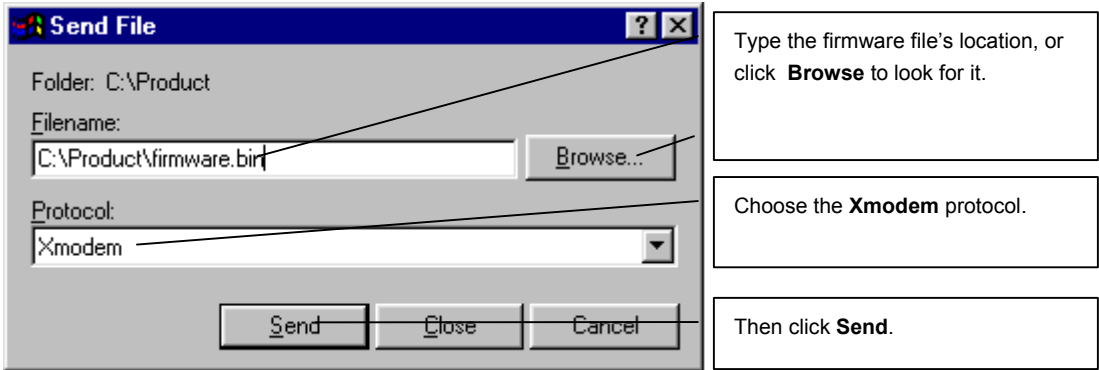 Send File
Folder: C:\Product
Filename:
C:\Product\firmware.bin
Browse...
Protocol:
Xmodem
Send
Close
Cancel
Type the firmware file's location, or
click Browse to look for it.
Choose the Xmodem protocol.
Then click Send.